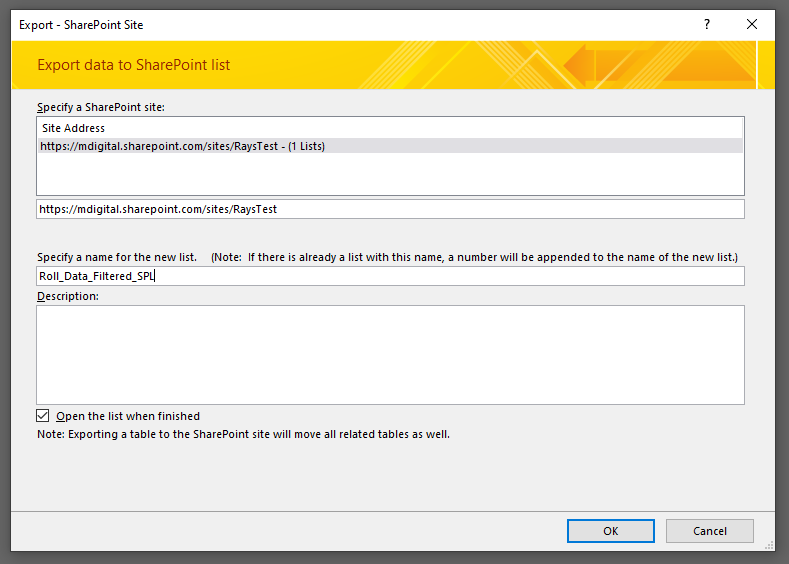 Export - SharePoint Site
?
Export data to SharePoint list
Specify a SharePoint site:
Site Address
https://mdigital.sharepoint.com/sites/RaysTest - (1 Lists)
https://mdigital.sharepoint.com/sites/RaysTest
Specify a name for the new list. (Note: If there is already a list with this name, a number will be appended to the name of the new list.)
Roll_Data_Filtered_SPL
Description:
Open the list when finished
Note: Exporting a table to the SharePoint site will move all related tables as well.
OK Cancel